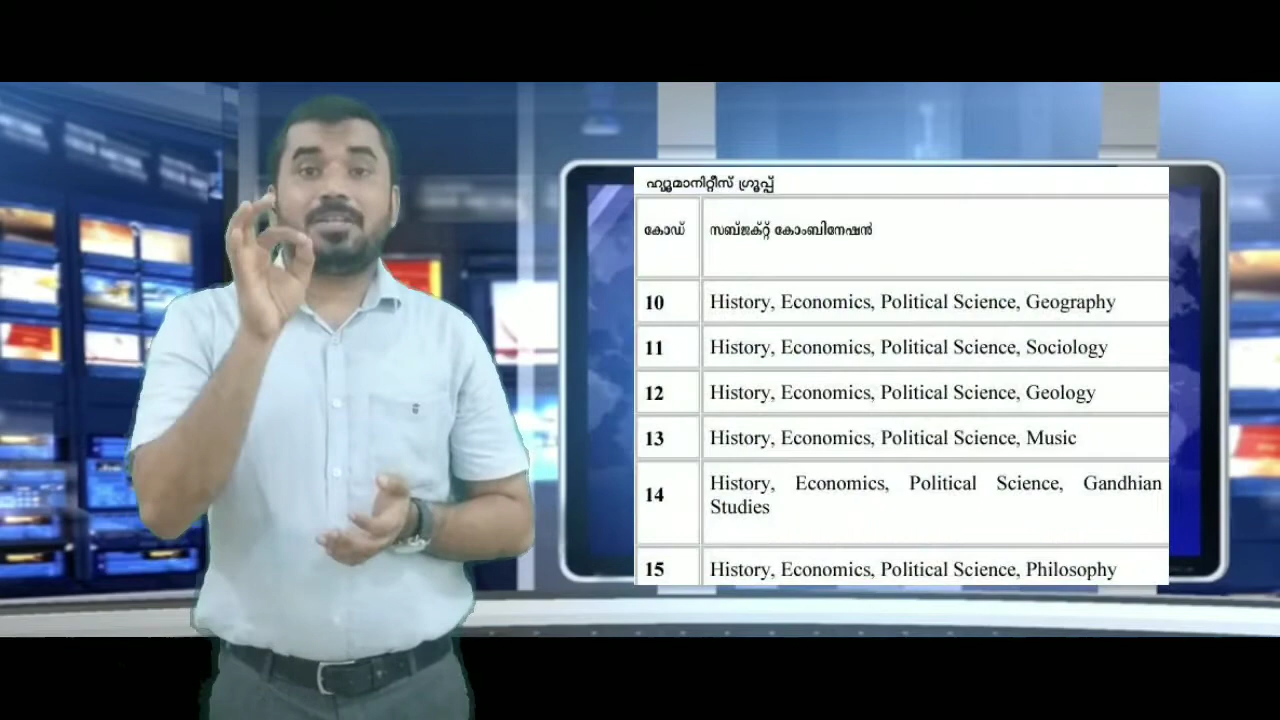 ഹ്യൂമാനിറ്റീസ് ഗ്രൂപ്പ്
കോഡ് സബ്ജക്റ്റ് കോംബിനേഷൻ
10 History, Economics, Political Science, Geography
11 History, Economics, Political Science, Sociology
12 History, Economics, Political Science, Geology
13 History, Economics, Political Science, Music
14 History, Economics, Political Science, Gandhian
Studies
15 History, Economics, Political Science, Philosophy